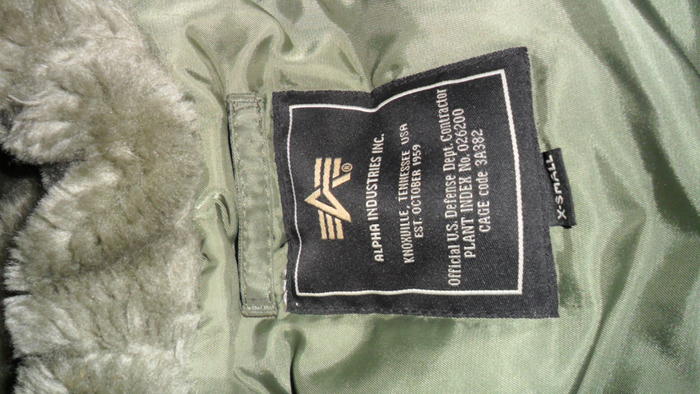 ALPHA INDUSTRIES INC.
KNOXVILLE, TENNESSEE USA
EST. OCTOBER 1959
Official U.S. Defense Dept. Contractor
PLANT INDEX No. 026200
CAGE code 3A382
X-SMALL